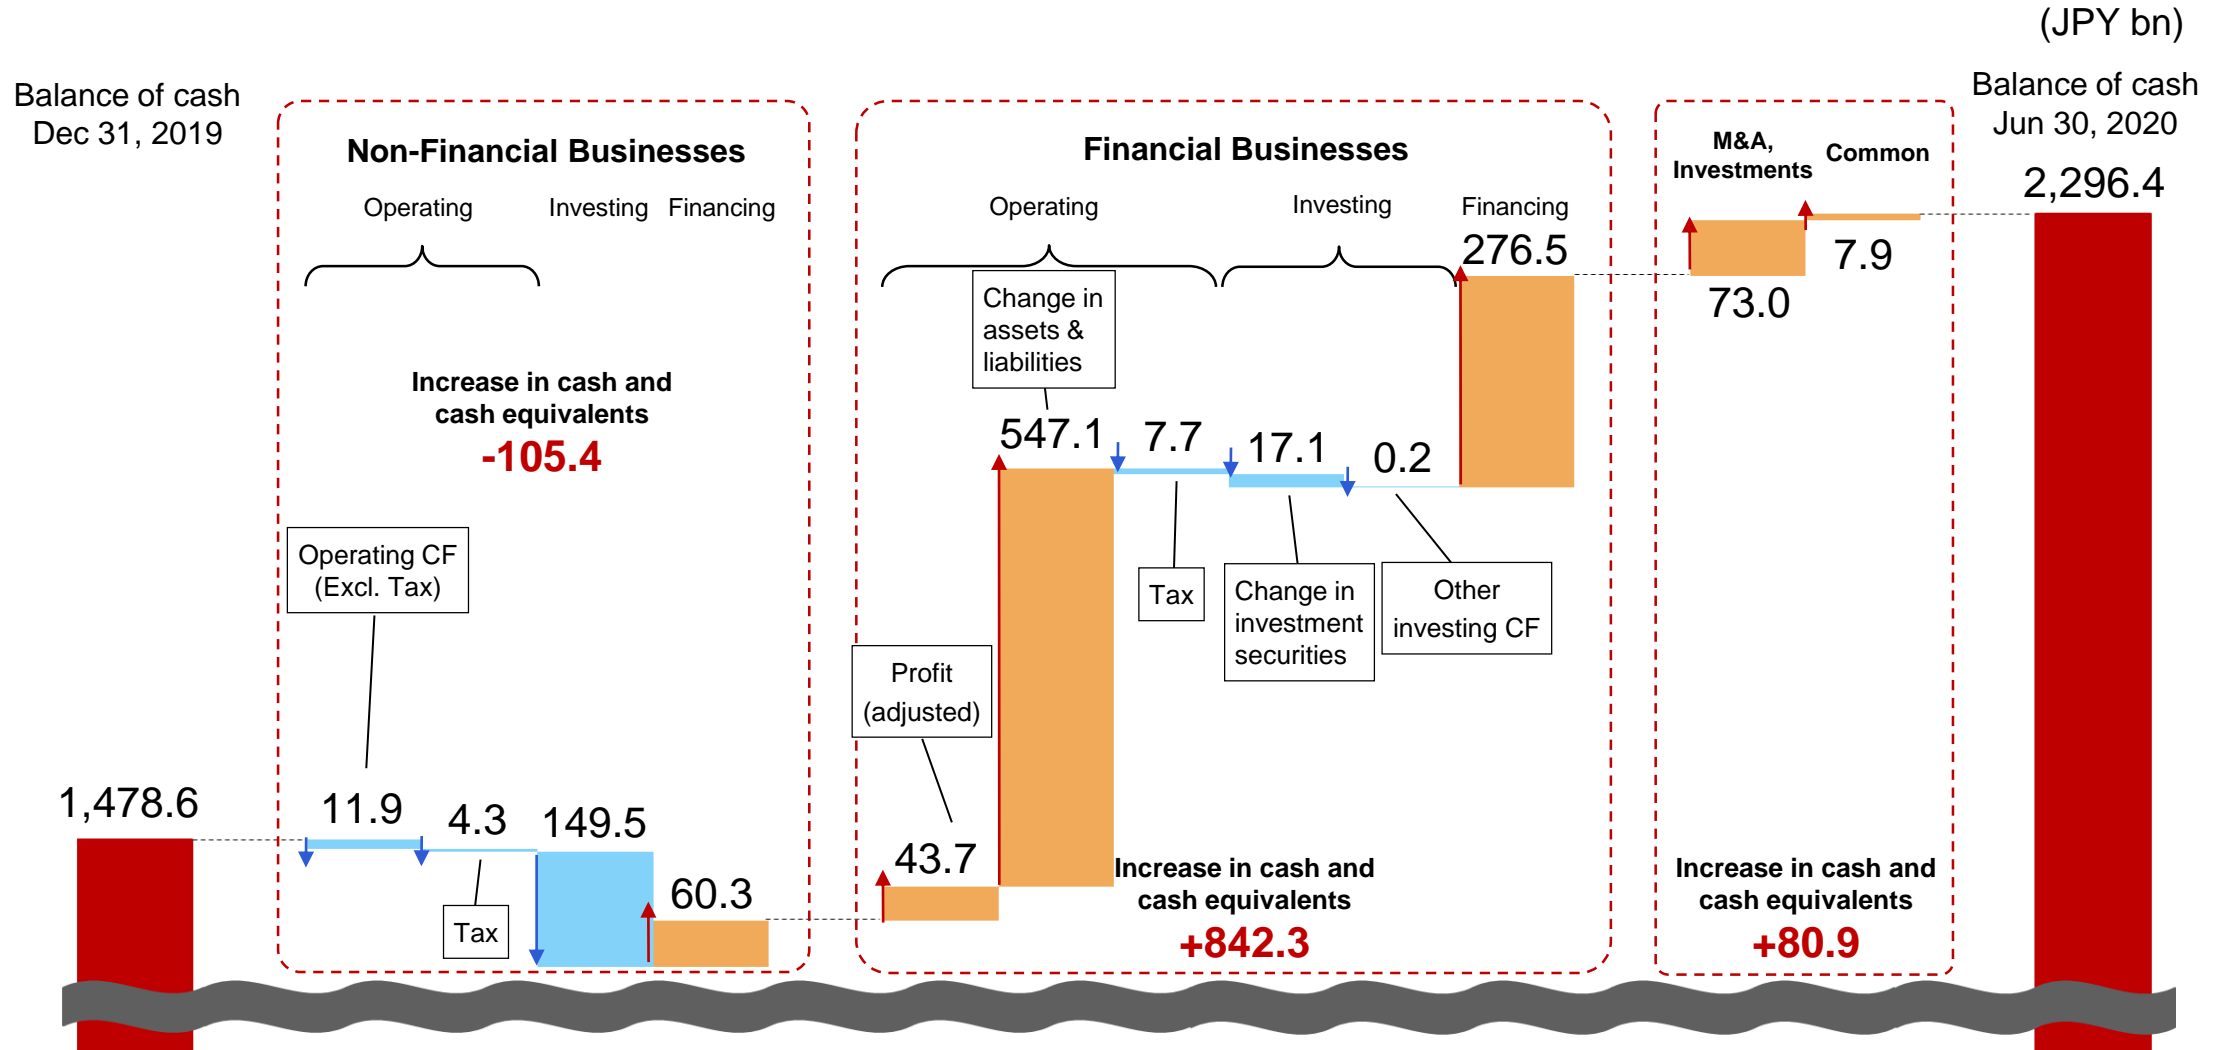 (JPY bn)
Balance of cash
Dec 31, 2019
Balance of cash
Jun 30, 2020
Non-Financial Businesses
Operating
Investing
Financing
Increase in cash and
cash equivalents
-105.4
Operating CF
(Excl. Tax)
1,478.6
11.9
4.3
149.5
60.3
Tax
Financial Businesses
Operating
Investing
Financing
276.5
Change in
assets &
liabilities
547.1
7.7
17.1
0.2
Tax
Change in
investment
securities
Other
investing CF
Profit
(adjusted)
43.7
Increase in cash and
cash equivalents
+842.3
M&A,
Investments
Common
73.0
7.9
Increase in cash and
cash equivalents
+80.9
2,296.4